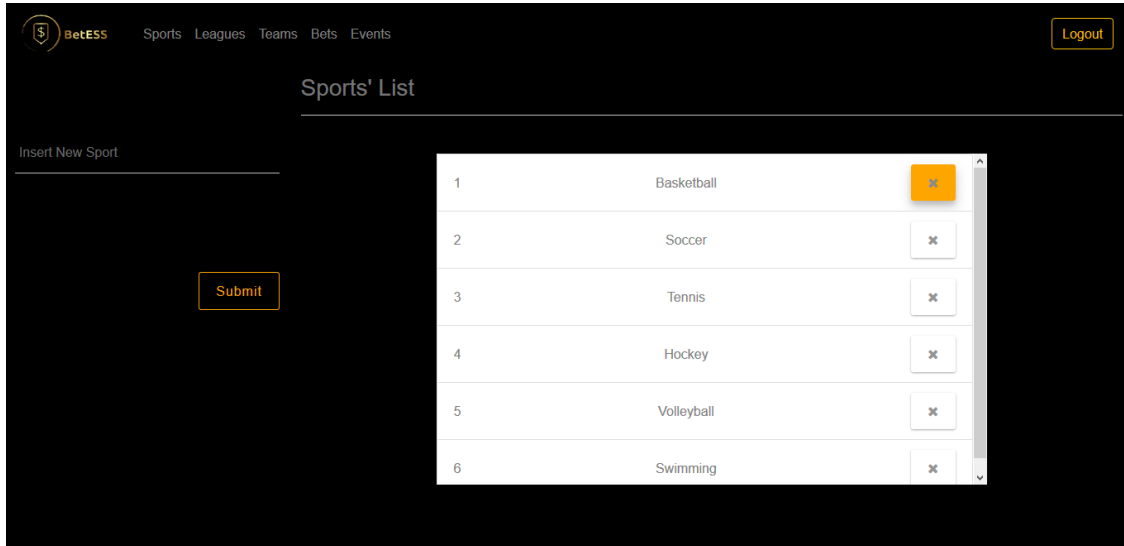 $ BetESS Sports Leagues Teams Bets Events Logout
Sports' List
Insert New Sport
1 Basketball ✖
2 Soccer ✖
Submit
3 Tennis ✖
4 Hockey ✖
5 Volleyball ✖
6 Swimming ✖